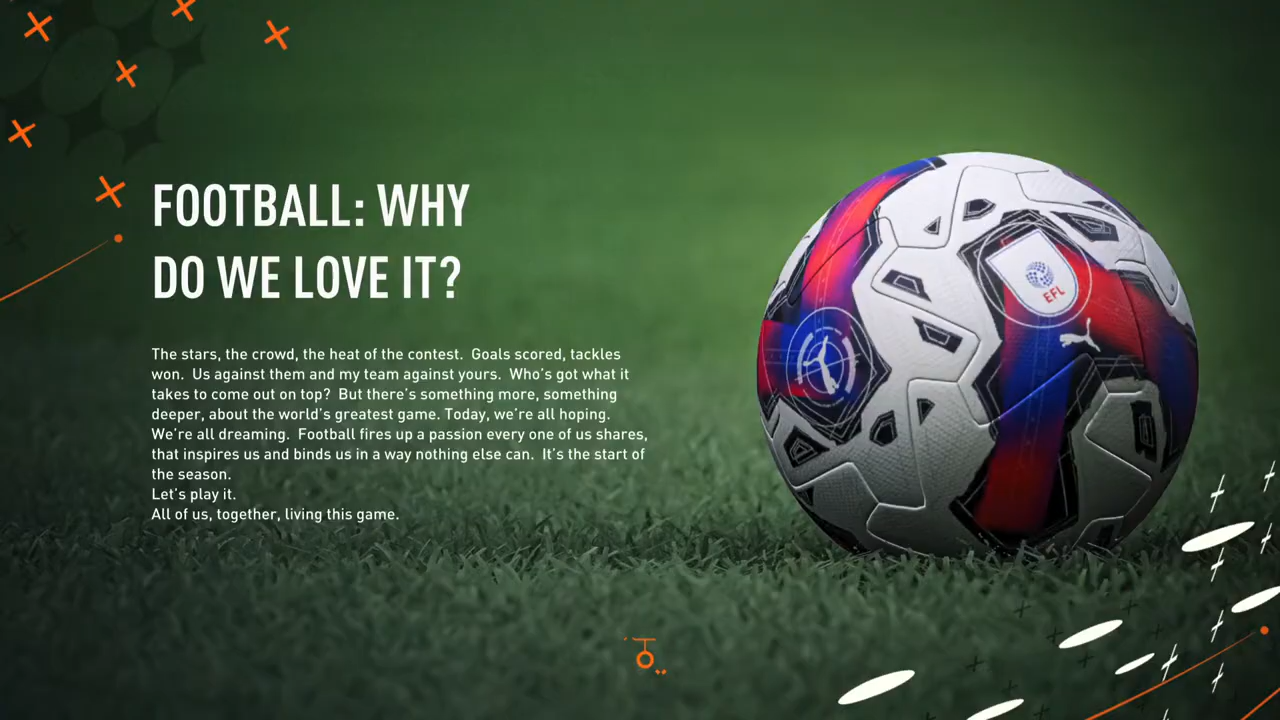 FOOTBALL: WHY
DO WE LOVE IT?
The stars, the crowd, the heat of the contest.  Goals scored, tackles
won.  Us against them and my team against yours.  Who's got what it
takes to come out on top?  But there's something more, something
deeper, about the world's greatest game. Today, we're all hoping.
We're all dreaming.  Football fires up a passion every one of us shares,
that inspires us and binds us in a way nothing else can.  It's the start of
the season.
Let's play it.
All of us, together, living this game.
EFL